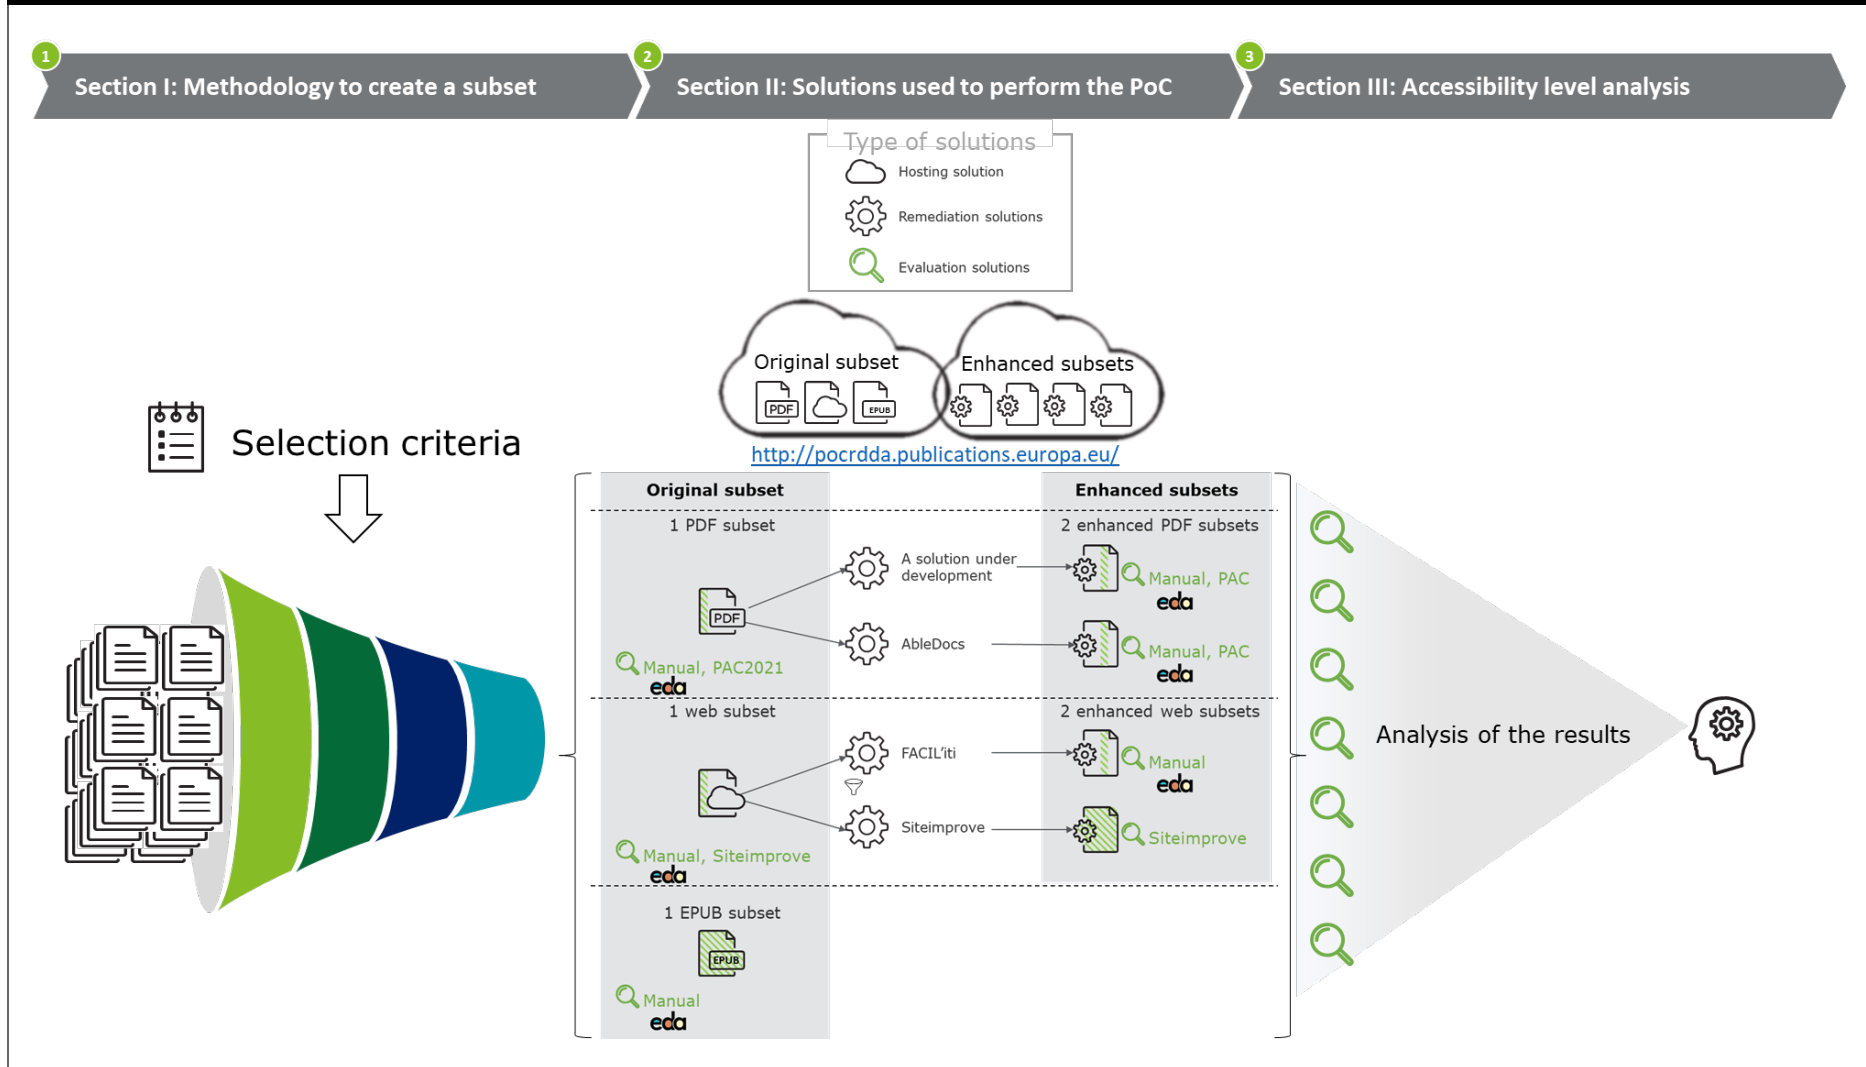 1
Section I: Methodology to create a subset
2
Section II: Solutions used to perform the PoC
3
Section III: Accessibility level analysis
Type of solutions
Hosting solution
Remediation solutions
Evaluation solutions
Original subset
Enhanced subsets
PDF
EPUB
http://pocrdda.publications.europa.eu/
Selection criteria
Original subset
Enhanced subsets
1 PDF subset
2 enhanced PDF subsets
A solution under
development
PDF
Manual, PAC
eda
AbleDocs
Manual, PAC
eda
Manual, PAC2021
eda
1 web subset
2 enhanced web subsets
FACIL'iti
Manual
eda
Siteimprove
Siteimprove
Manual, Siteimprove
eda
1 EPUB subset
EPUB
Manual
eda
Analysis of the results